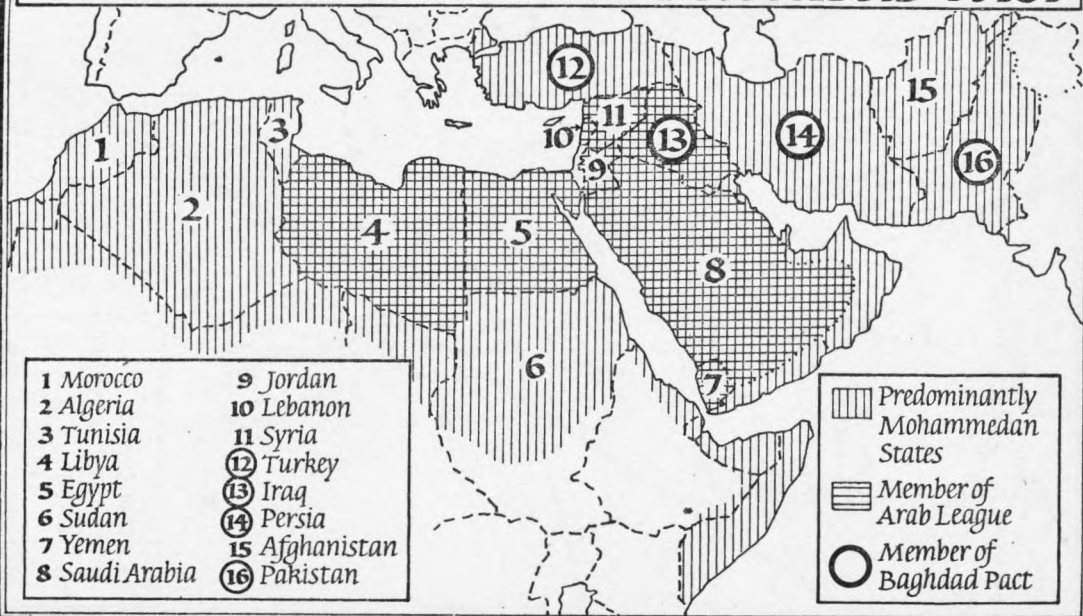 12
15
11
3
10
13
14
1
16
9
2
4
5
8
6
7
1 Morocco
2 Algeria
3 Tunisia
4 Libya
5 Egypt
6 Sudan
7 Yemen
8 Saudi Arabia
9 Jordan
10 Lebanon
11 Syria
12 Turkey
13 Iraq
14 Persia
15 Afghanistan
16 Pakistan
Predominantly
Mohammedan
States
Member of
Arab League
Member of
Baghdad Pact